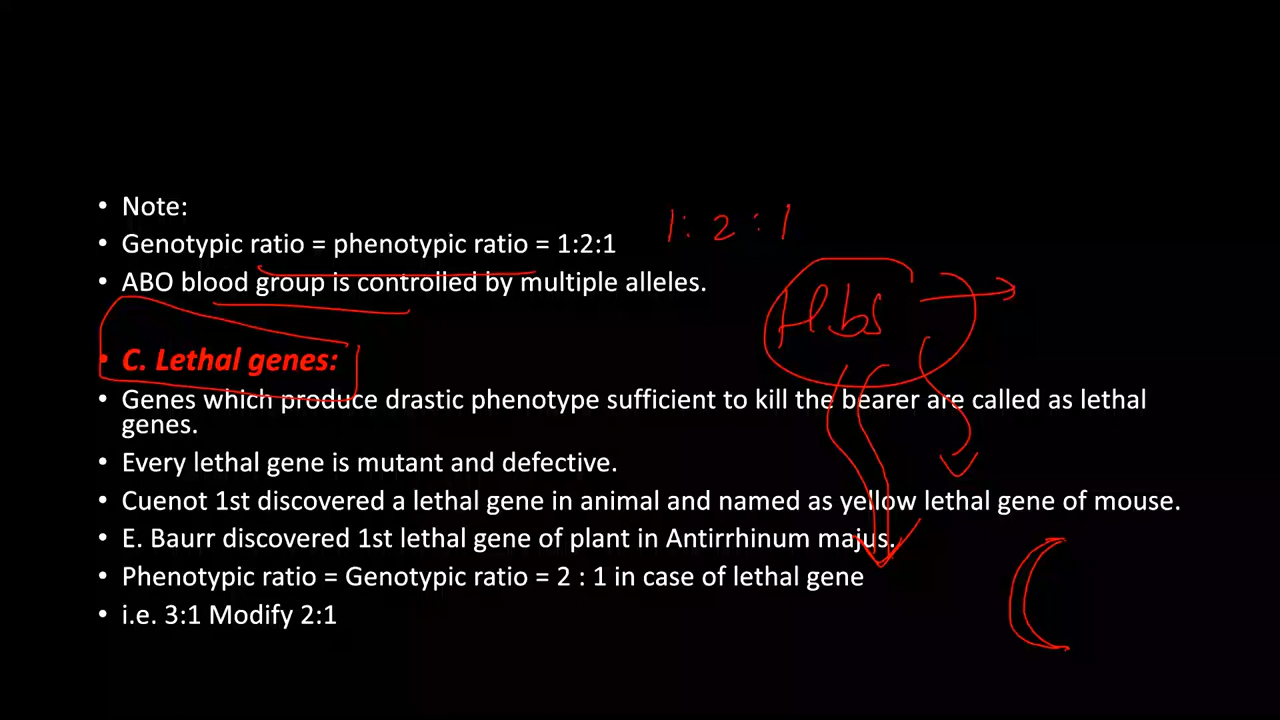 • Note:
• Genotypic ratio = phenotypic ratio = 1:2:1
1:2:1
• ABO blood group is controlled by multiple alleles.
Hbs
• C. Lethal genes:
• Genes which produce drastic phenotype sufficient to kill the bearer are called as lethal
genes.
• Every lethal gene is mutant and defective.
• Cuenot 1st discovered a lethal gene in animal and named as yellow lethal gene of mouse.
• E. Baurr discovered 1st lethal gene of plant in Antirrhinum majus.
• Phenotypic ratio = Genotypic ratio = 2 : 1 in case of lethal gene
• i.e. 3:1 Modify 2:1